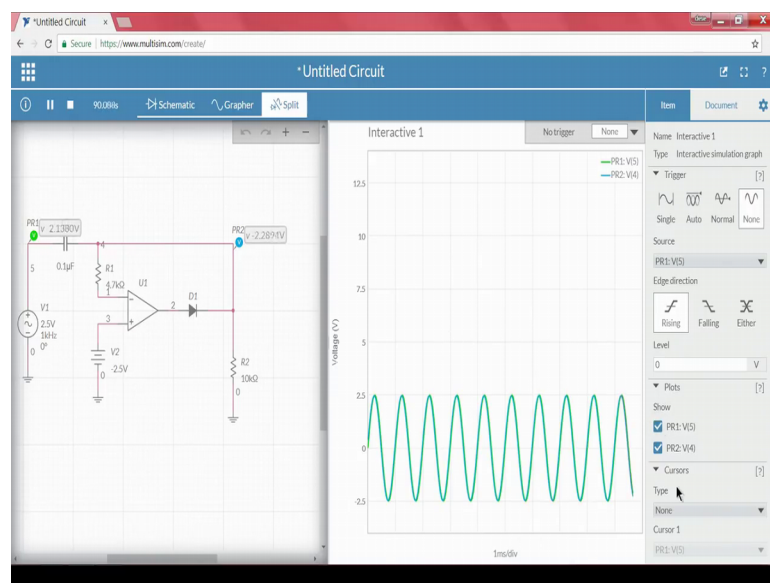 *Untitled Circuit ×
Secure | https://www.multisim.com/create/
*Untitled Circuit
90.088s Schematic Grapher Split
Item Document
Interactive 1 No trigger None
PR1: V(5)
PR2: V(4)
12.5
10
7.5
5
2.5
0
-2.5
Voltage (V)
1ms/div
PR1 V 2.1380V
PR2 V -2.2894V
5
0.1µF
4
R1
4.7kΩ
1
U1
2
D1
3
V1
2.5V
1kHz
0°
0
V2
-2.5V
0
R2
10kΩ
0
Name Interactive 1
Type Interactive simulation graph
Trigger [?]
Single Auto Normal None
Source
PR1: V(5)
Edge direction
Rising Falling Either
Level
0 V
Plots [?]
Show
PR1: V(5)
PR2: V(4)
Cursors [?]
Type
None
Cursor 1
PR1: V(5)